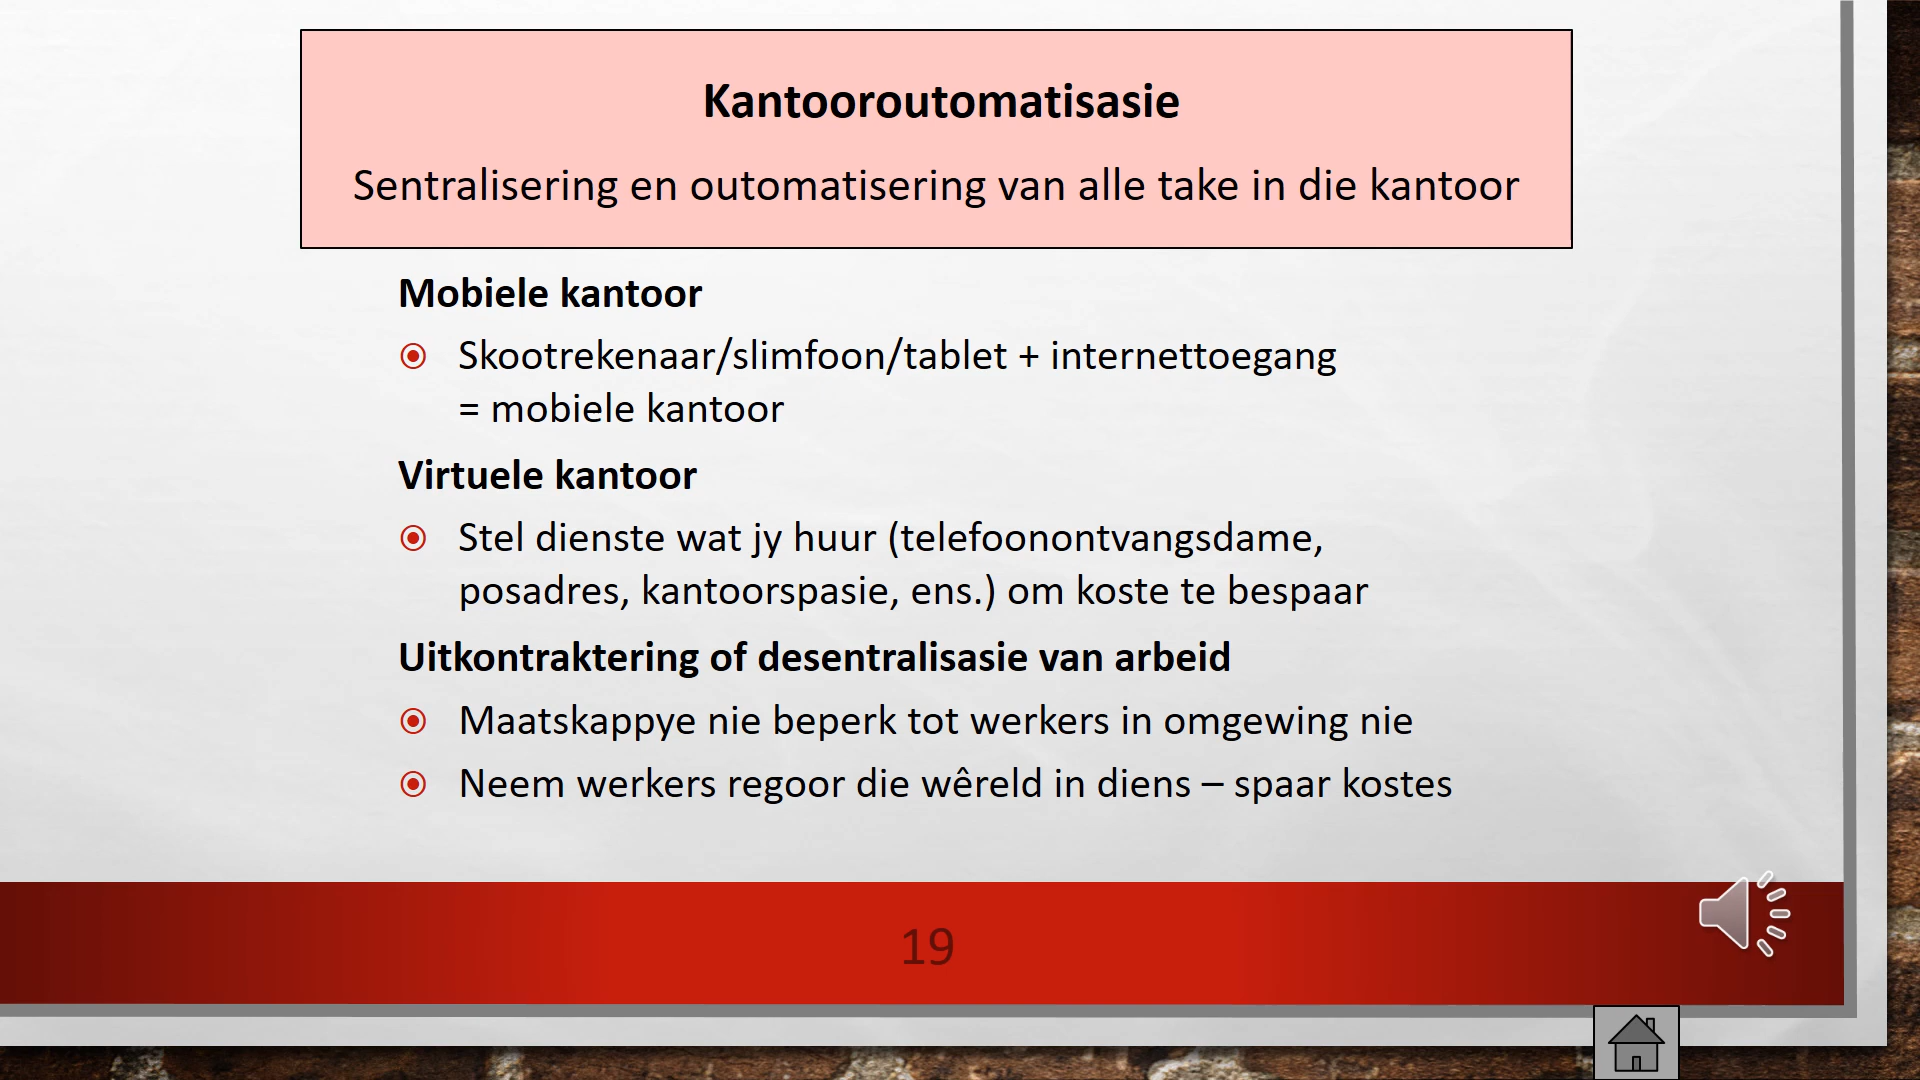 Kantooroutomatisasie
Sentralisering en outomatisering van alle take in die kantoor
Mobiele kantoor
Skootrekenaar/slimfoon/tablet + internettoegang
= mobiele kantoor
Virtuele kantoor
Stel dienste wat jy huur (telefoonontvangsdame,
posadres, kantoorspasie, ens.) om koste te bespaar
Uitkontraktering of desentralisasie van arbeid
Maatskappye nie beperk tot werkers in omgewing nie
Neem werkers regoor die wêreld in diens – spaar kostes
19